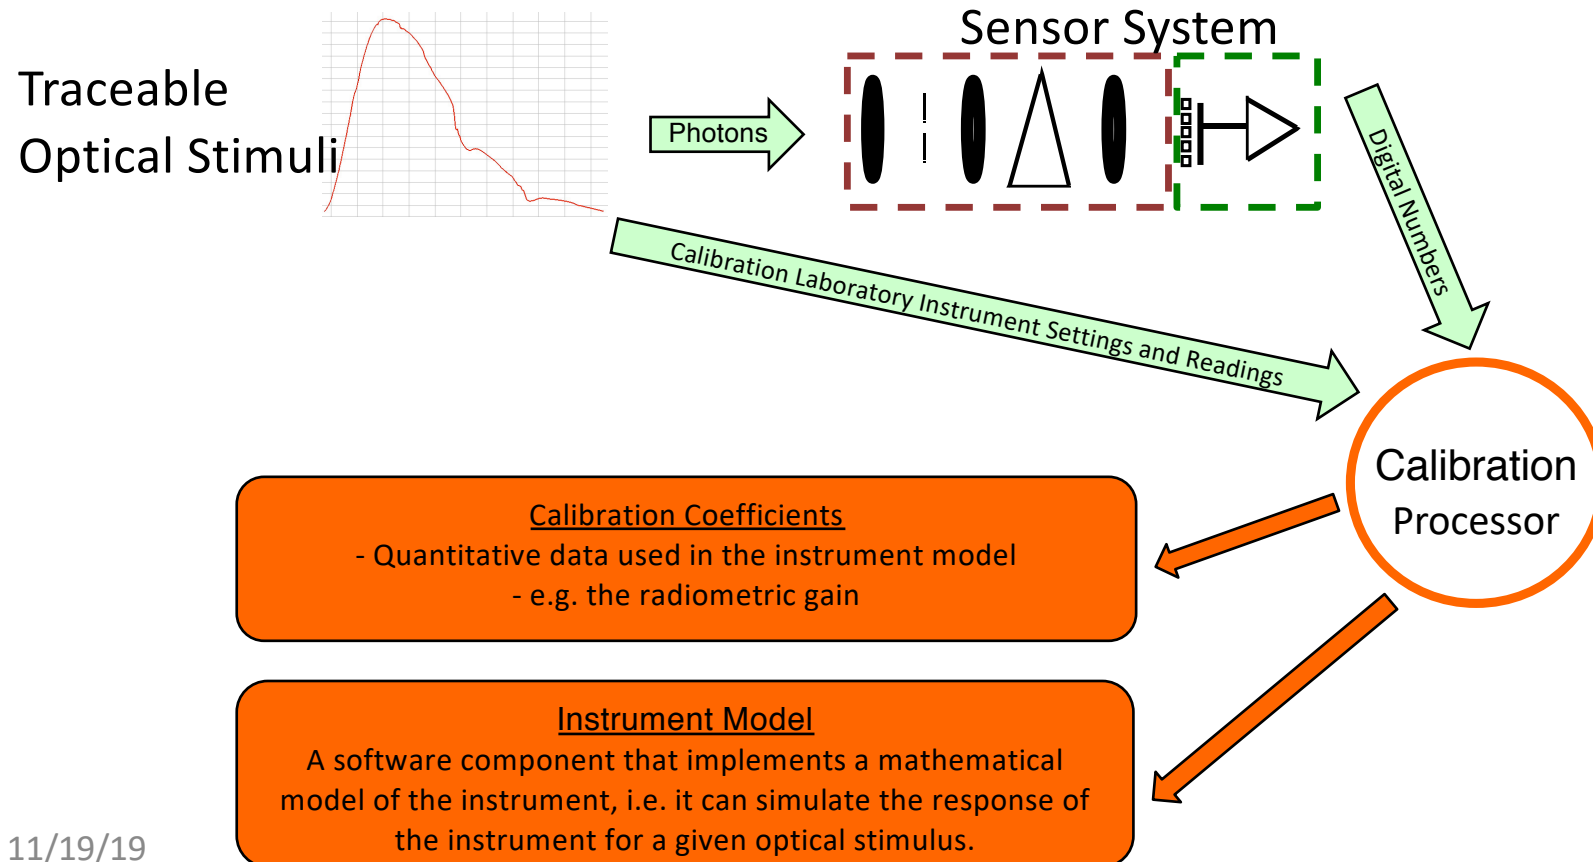 Sensor System
Traceable
Optical Stimuli
Photons
Digital Numbers
Calibration Laboratory Instrument Settings and Readings
Calibration
Processor
Calibration Coefficients
- Quantitative data used in the instrument model
- e.g. the radiometric gain
Instrument Model
A software component that implements a mathematical
model of the instrument, i.e. it can simulate the response of
the instrument for a given optical stimulus.
11/19/19